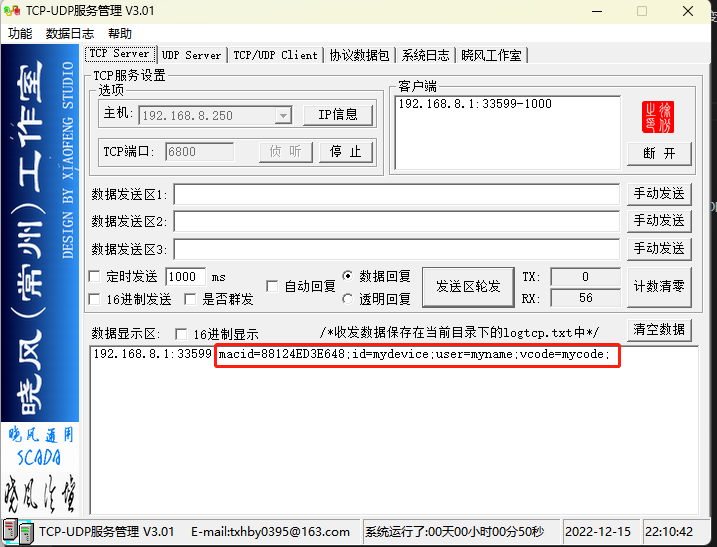 TCP-UDP服务管理 V3.01
功能 数据日志 帮助
TCP Server UDP Server TCP/UDP Client 协议数据包 系统日志 晓风工作室
TCP服务设置
选项
主机: 192.168.8.250 IP信息
TCP端口: 6800 侦 听 停 止
客户端
192.168.8.1:33599-1000
断 开
数据发送区1: 手动发送
数据发送区2: 手动发送
数据发送区3: 手动发送
定时发送 1000 ms
16进制发送 是否群发
自动回复
数据回复
透明回复
发送区轮发
TX: 0
RX: 56
计数清零
数据显示区: 16进制显示 /*收发数据保存在当前目录下的logtcp.txt中*/ 清空数据
192.168.8.1:33599 macid=88124ED3E648;id=mydevice;user=myname;vcode=mycode;
晓风(常州)工作室
DESIGN BY XIAOFENG STUDIO
晓风通用
SCADA
TCP-UDP服务管理 V3.01 E-mail:txhby0395@163.com 系统运行了:00天00小时00分50秒 2022-12-15 22:10:42